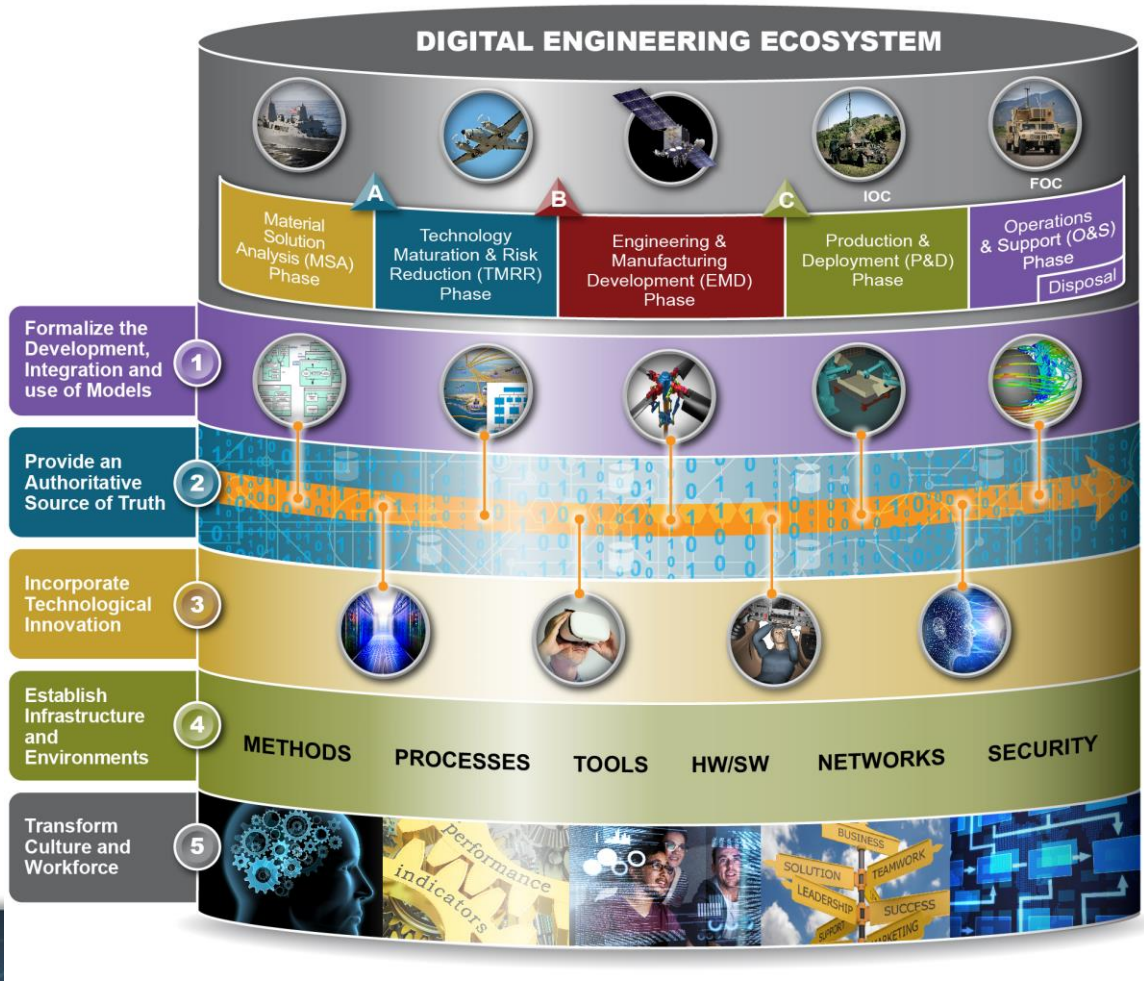 DIGITAL ENGINEERING ECOSYSTEM
A
B
C
IOC
FOC
Material
Solution
Analysis (MSA)
Phase
Technology
Maturation & Risk
Reduction (TMRR)
Phase
Engineering &
Manufacturing
Development (EMD)
Phase
Production &
Deployment (P&D)
Phase
Operations
& Support (O&S)
Phase
Disposal
Formalize the
Development,
Integration and
use of Models
1
Provide an
Authoritative
Source of Truth
2
Incorporate
Technological
Innovation
3
Establish
Infrastructure
and
Environments
4
METHODS
PROCESSES
TOOLS
HW/SW
NETWORKS
SECURITY
Transform
Culture and
Workforce
5
performance
indicators
BUSINESS
SOLUTION
TEAMWORK
LEADERSHIP
SUCCESS
SUPPORT